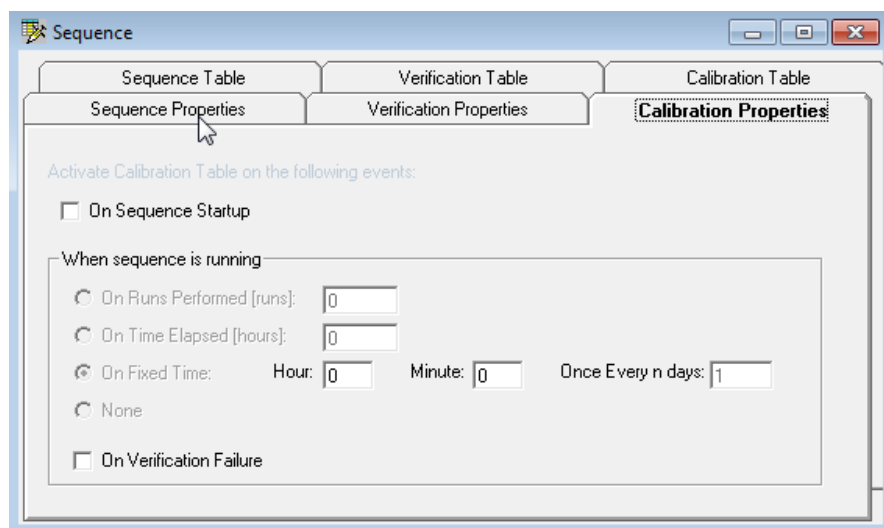 Sequence
Sequence Table Verification Table Calibration Table
Sequence Properties Verification Properties Calibration Properties
Activate Calibration Table on the following events:
On Sequence Startup
When sequence is running
On Runs Performed [runs]: 0
On Time Elapsed [hours]: 0
On Fixed Time: Hour: 0 Minute: 0 Once Every n days: 1
None
On Verification Failure